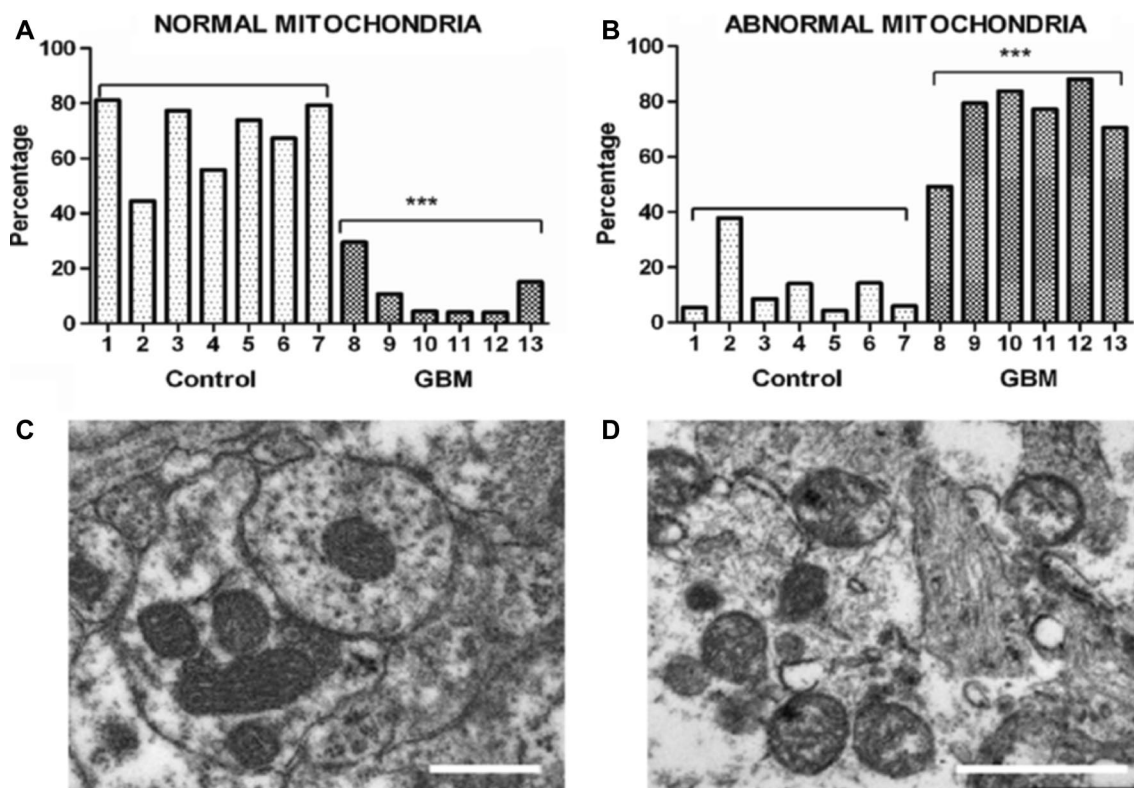 A
NORMAL MITOCHONDRIA
Percentage
100
80
60
40
20
0
***
1 2 3 4 5 6 7 8 9 10 11 12 13
Control GBM
B
ABNORMAL MITOCHONDRIA
Percentage
100
80
60
40
20
0
***
1 2 3 4 5 6 7 8 9 10 11 12 13
Control GBM
C
D